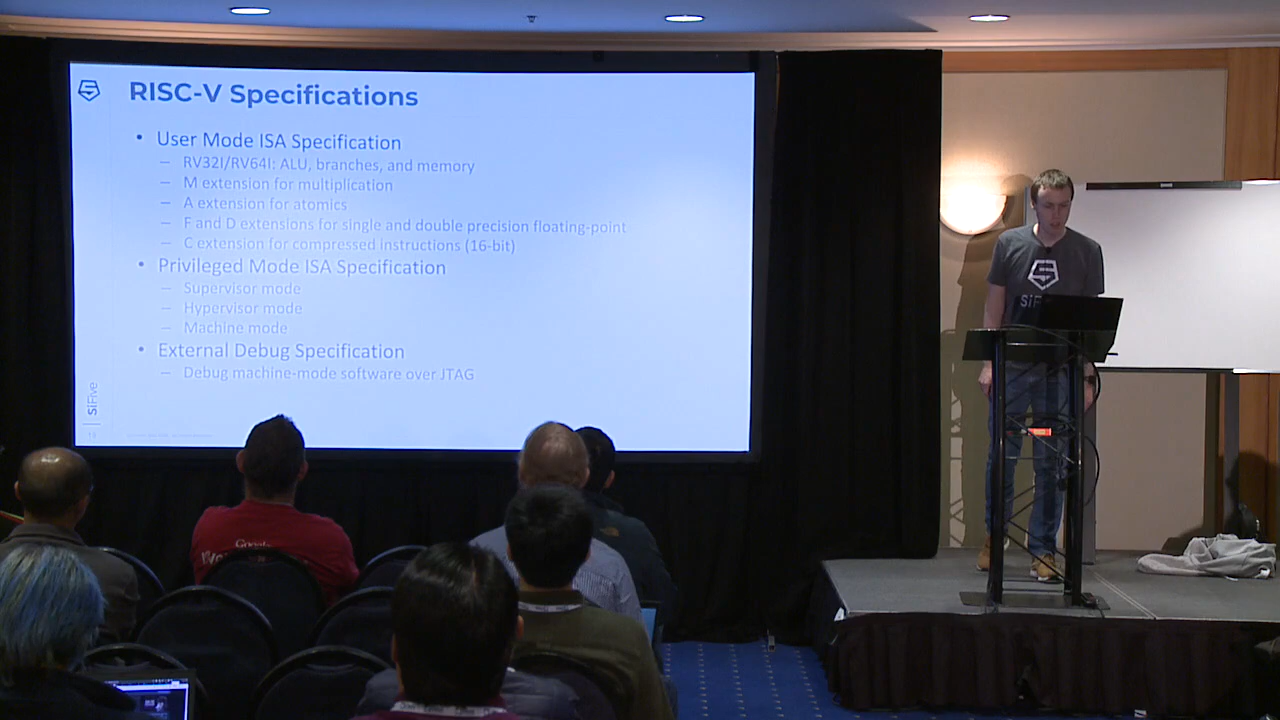 RISC-V Specifications
• User Mode ISA Specification
– RV32I/RV64I: ALU, branches, and memory
– M extension for multiplication
– A extension for atomics
– F and D extensions for single and double precision floating-point
– C extension for compressed instructions (16-bit)
• Privileged Mode ISA Specification
– Supervisor mode
– Hypervisor mode
– Machine mode
• External Debug Specification
– Debug machine-mode software over JTAG
SiFive
Google